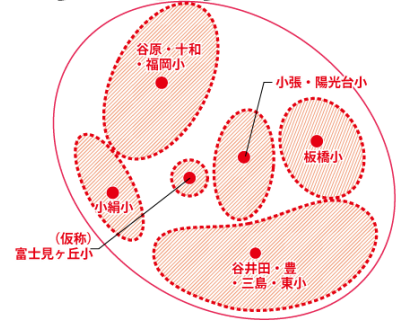 谷原・十和
・福岡小
小張・陽光台小
板橋小
小絹小
（仮称）
富士見ヶ丘小
谷井田・豊
・三島・東小